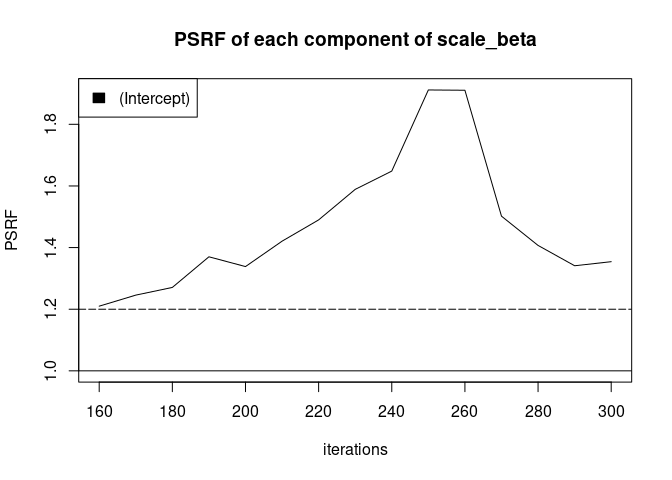 PSRF of each component of scale_beta
(Intercept)
PSRF
1.8
1.6
1.4
1.2
1.0
160 180 200 220 240 260 280 300
iterations